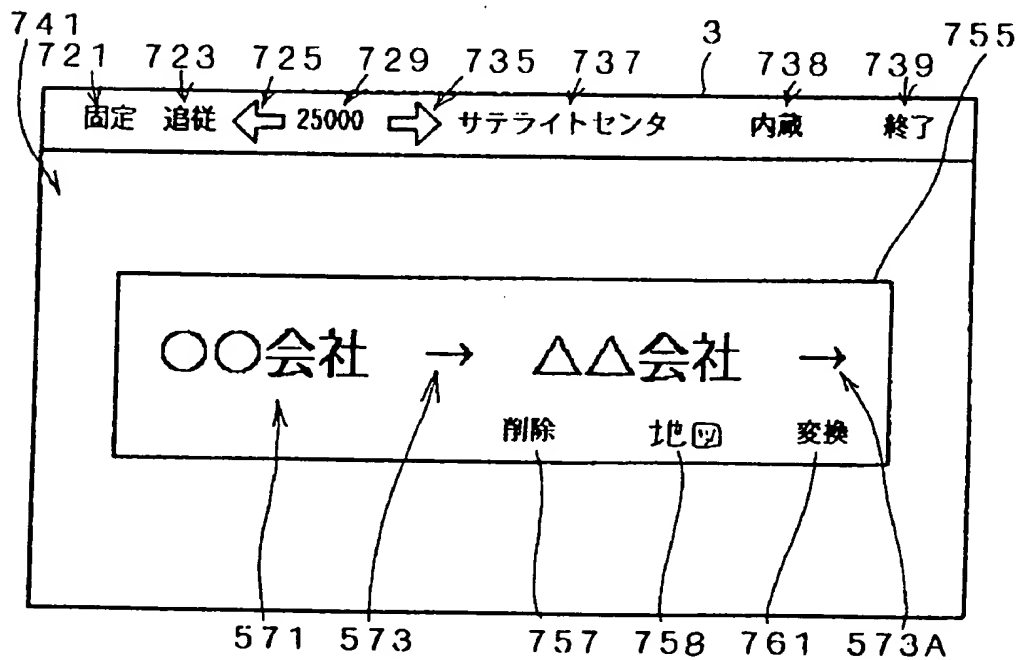 741
721 723 725 729 735 737 3 738 739 755
固定 追従 25000 サテライトセンタ 内蔵 終了
○○会社 → △△会社 →
削除 地図 変換
571 573 757 758 761 573A